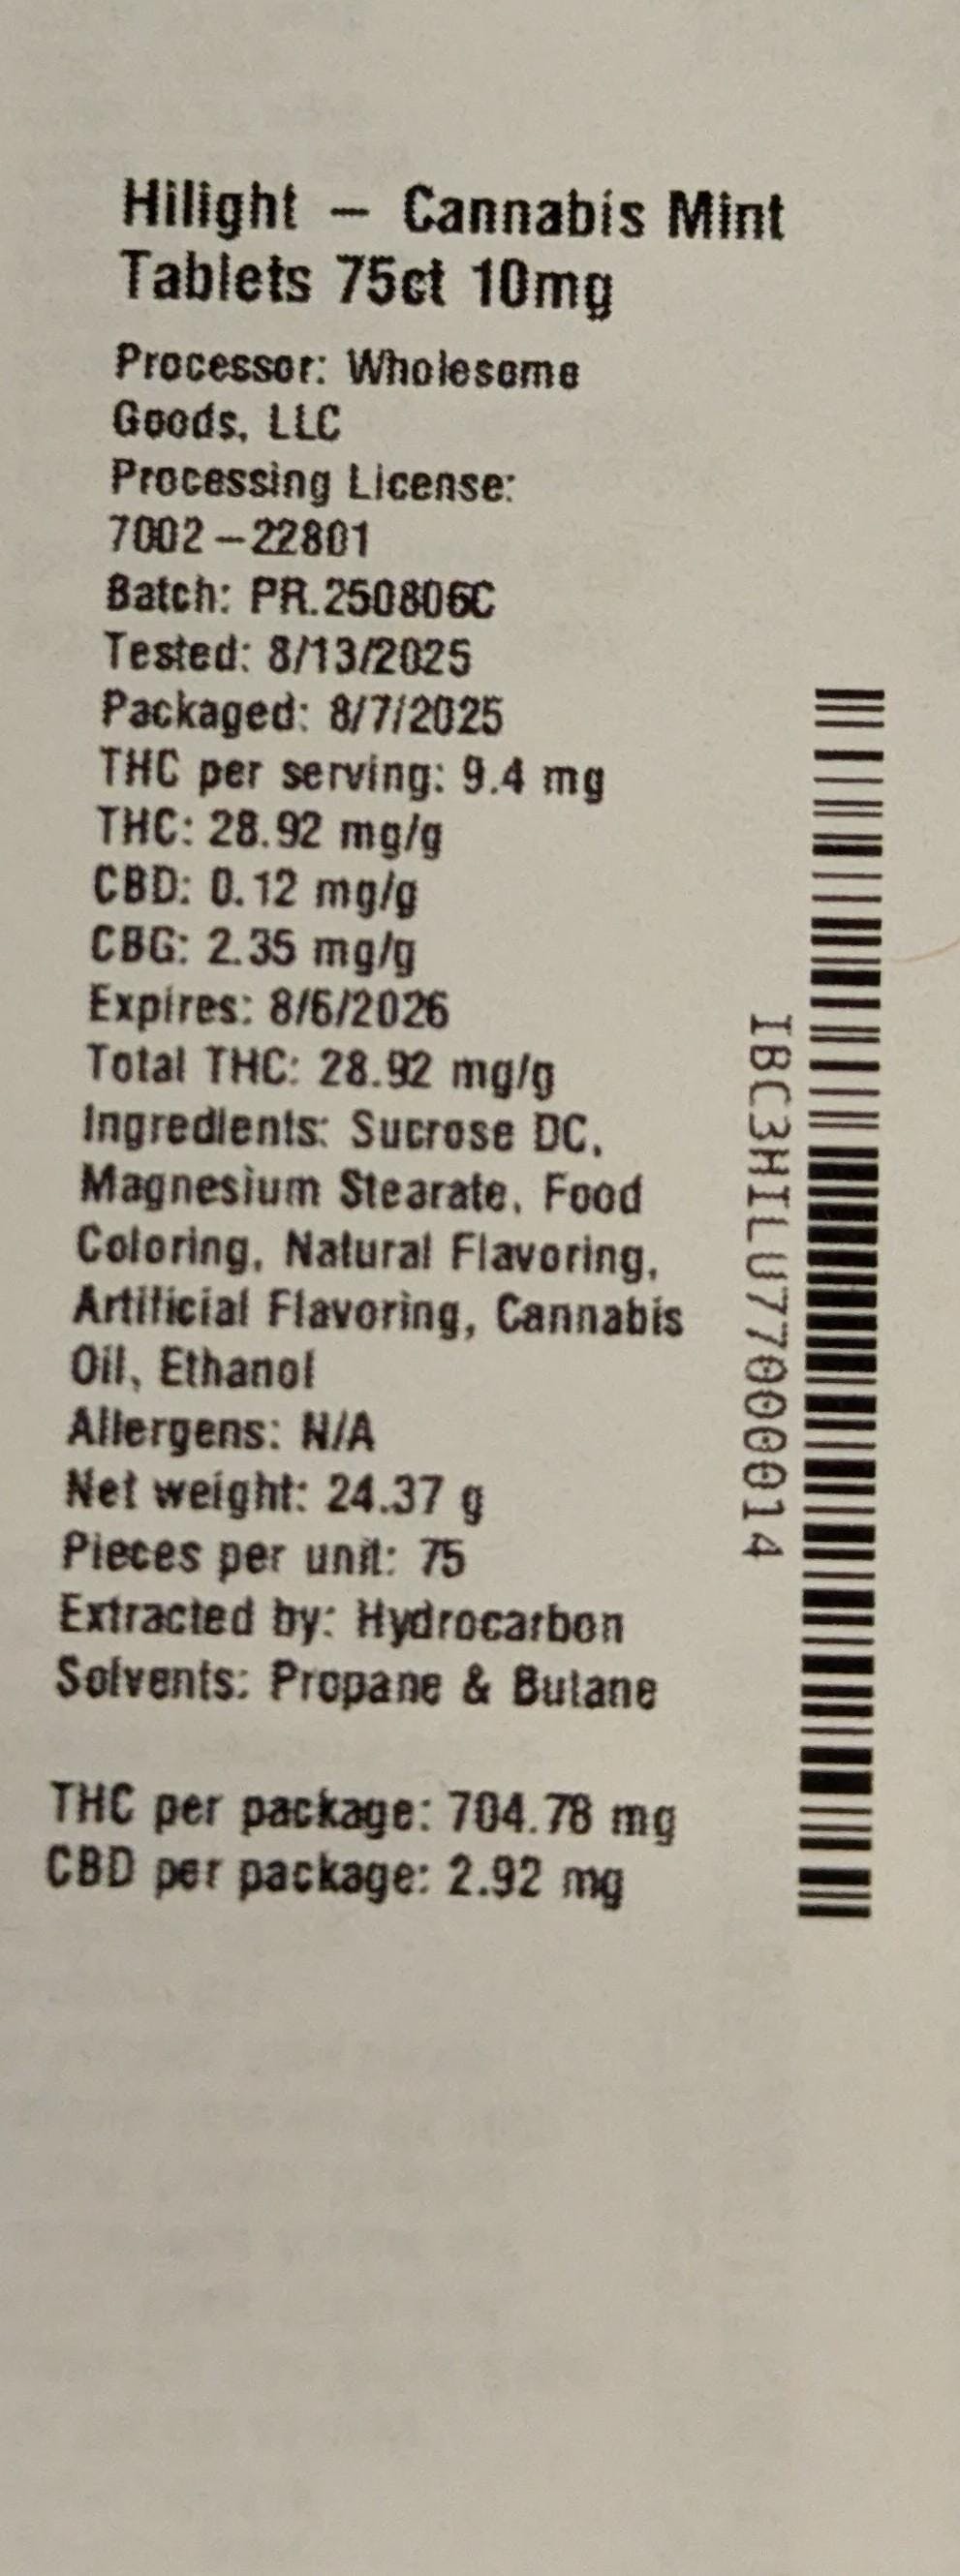 Hilight – Cannabis Mint
Tablets 75ct 10mg
Processor: Wholesome
Goods, LLC
Processing License:
7002–22801
Batch: PR.250806C
Tested: 8/13/2025
Packaged: 8/7/2025
THC per serving: 9.4 mg
THC: 28.92 mg/g
CBD: 0.12 mg/g
CBG: 2.35 mg/g
Expires: 8/6/2026
Total THC: 28.92 mg/g
Ingredients: Sucrose DC,
Magnesium Stearate, Food
Coloring, Natural Flavoring,
Artificial Flavoring, Cannabis
Oil, Ethanol
Allergens: N/A
Net weight: 24.37 g
Pieces per unit: 75
Extracted by: Hydrocarbon
Solvents: Propane & Butane
THC per package: 704.78 mg
CBD per package: 2.92 mg
IBC3HILU7700014